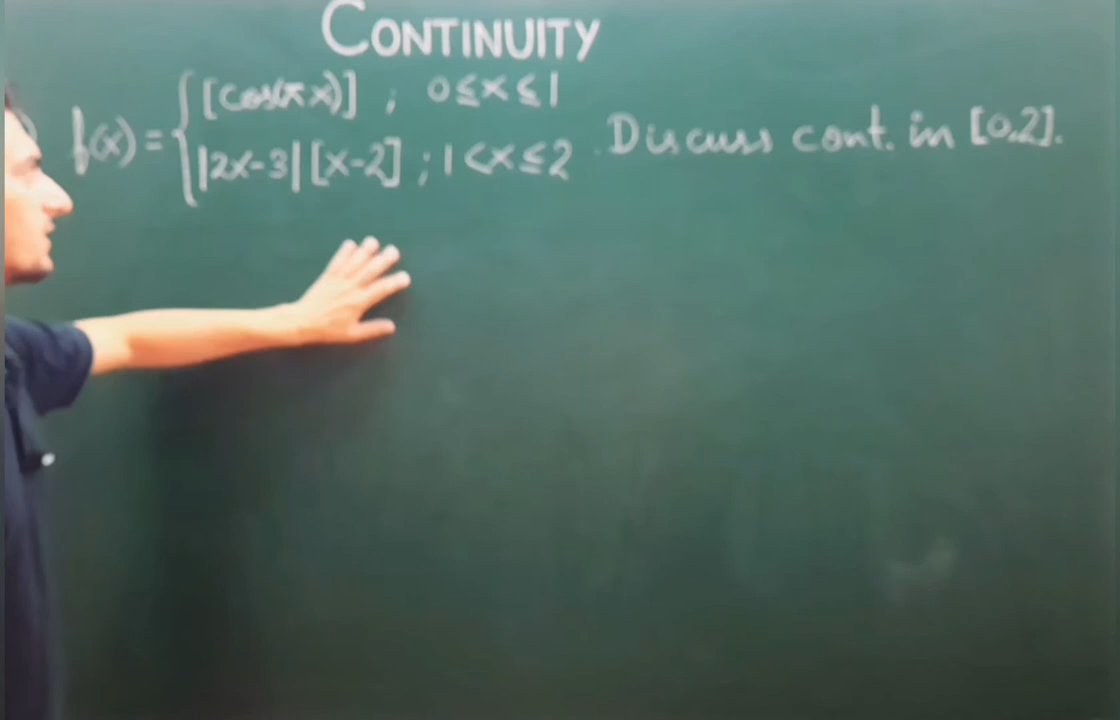 CONTINUITY
f(x) = { [cos(πx)] ; 0 ≤ x ≤ 1
|2x-3| [x-2] ; 1 < x ≤ 2 . Discuss cont. in [0,2].